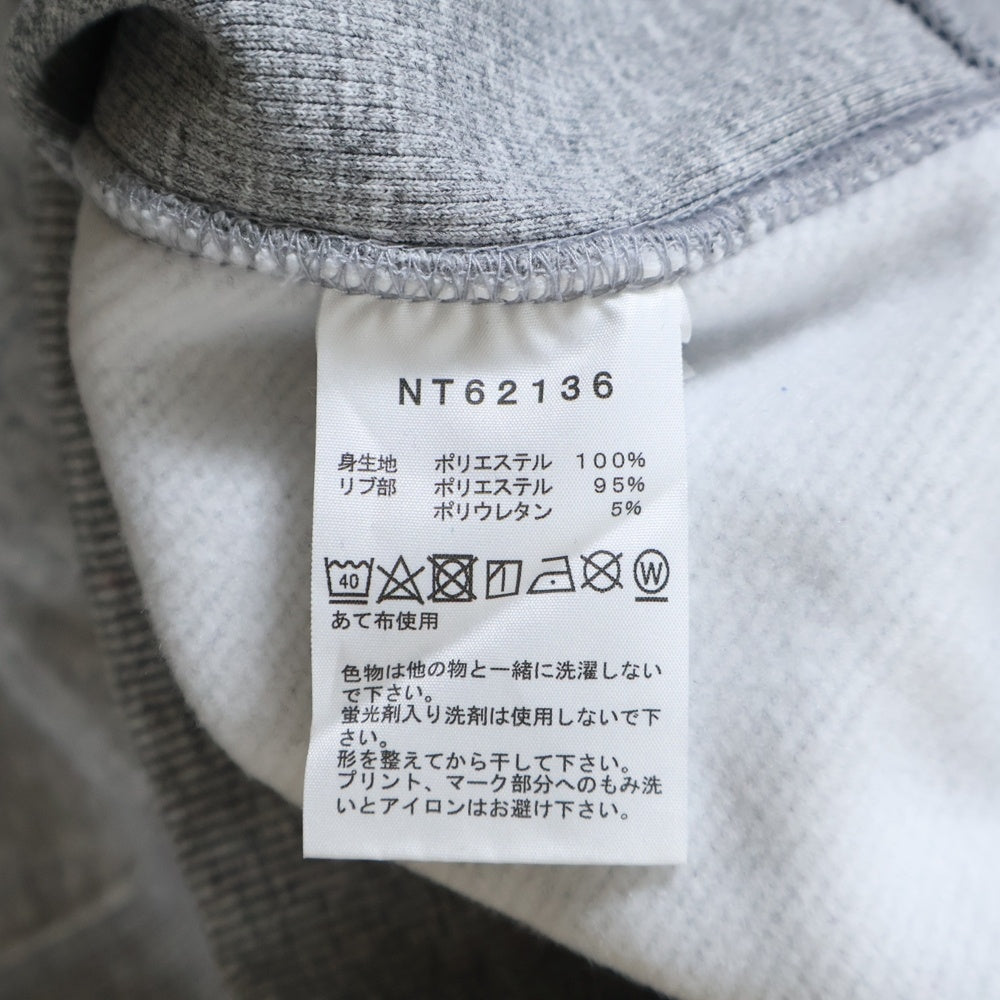 NT62136
身生地 ポリエステル 100%
リブ部 ポリエステル 95%
ポリウレタン 5%
40 W
あて布使用
色物は他の物と一緒に洗濯しない
で下さい。
蛍光剤入り洗剤は使用しないで下
さい。
形を整えてから干して下さい。
プリント、マーク部分へのもみ洗
いとアイロンはお避け下さい。